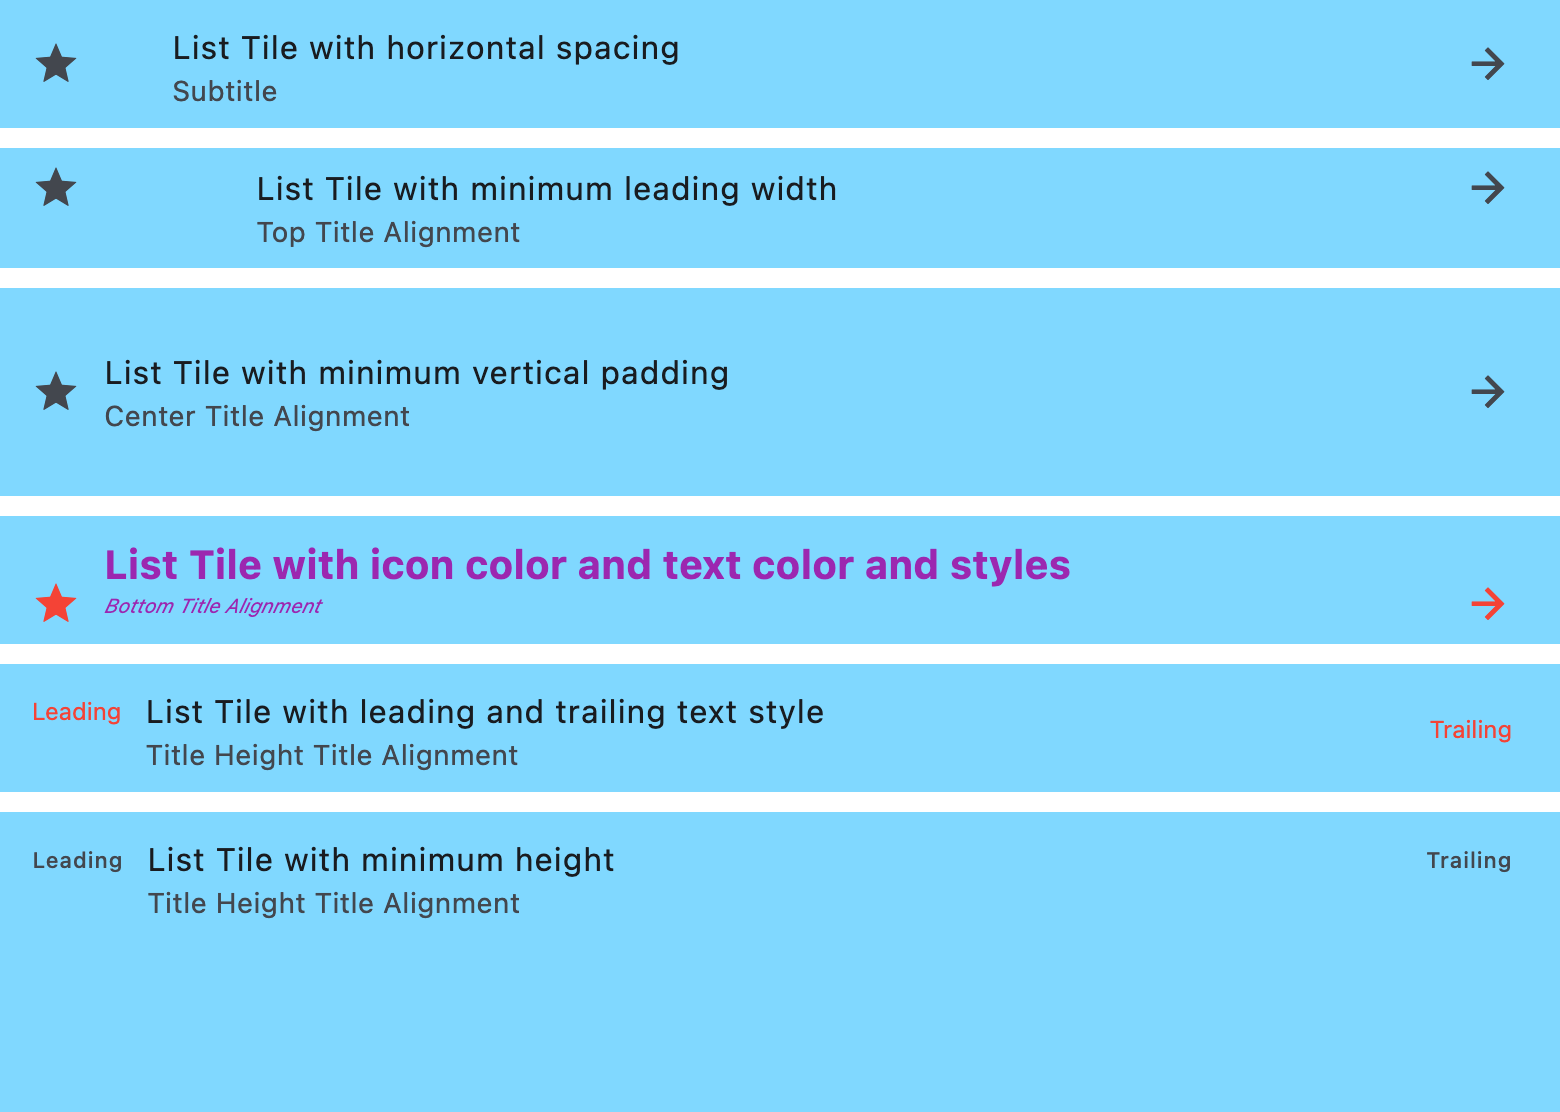 List Tile with horizontal spacing
Subtitle
List Tile with minimum leading width
Top Title Alignment
List Tile with minimum vertical padding
Center Title Alignment
List Tile with icon color and text color and styles
Bottom Title Alignment
Leading
List Tile with leading and trailing text style
Title Height Title Alignment
Trailing
Leading
List Tile with minimum height
Title Height Title Alignment
Trailing